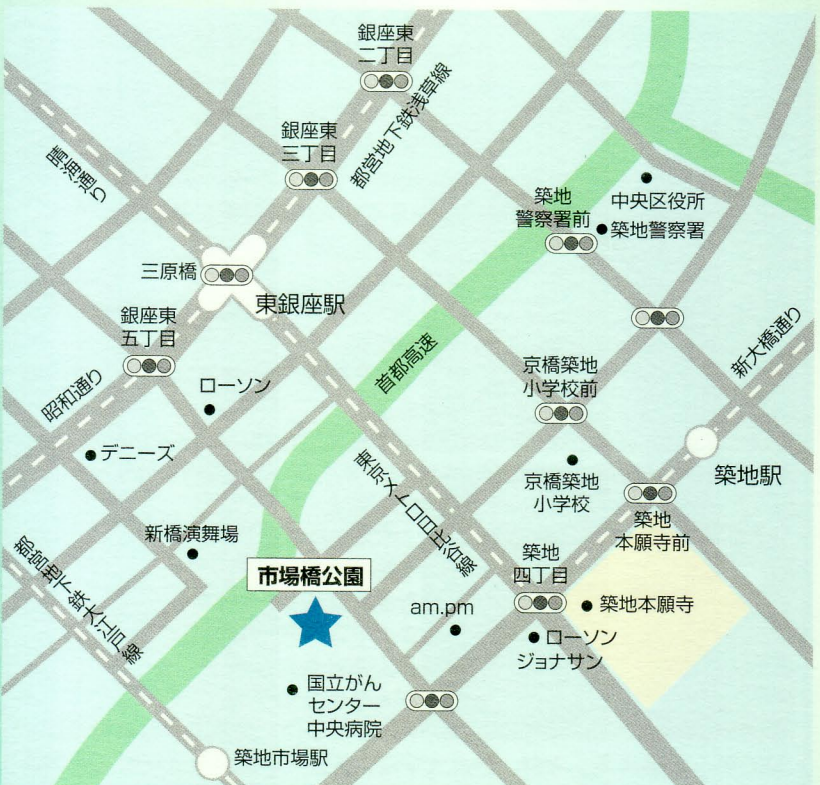 銀座東
二丁目
都営地下鉄浅草線
銀座東
三丁目
晴海通り
中央区役所
築地
警察署前
築地警察署
三原橋
東銀座駅
銀座東
五丁目
新大橋通り
首都高速
京橋築地
小学校前
昭和通り
ローソン
デニーズ
東京メトロ日比谷線
京橋築地
小学校
築地駅
築地
本願寺前
新橋演舞場
都営地下鉄大江戸線
市場橋公園
築地
四丁目
am.pm
築地本願寺
ローソン
ジョナサン
国立がん
センター
中央病院
築地市場駅